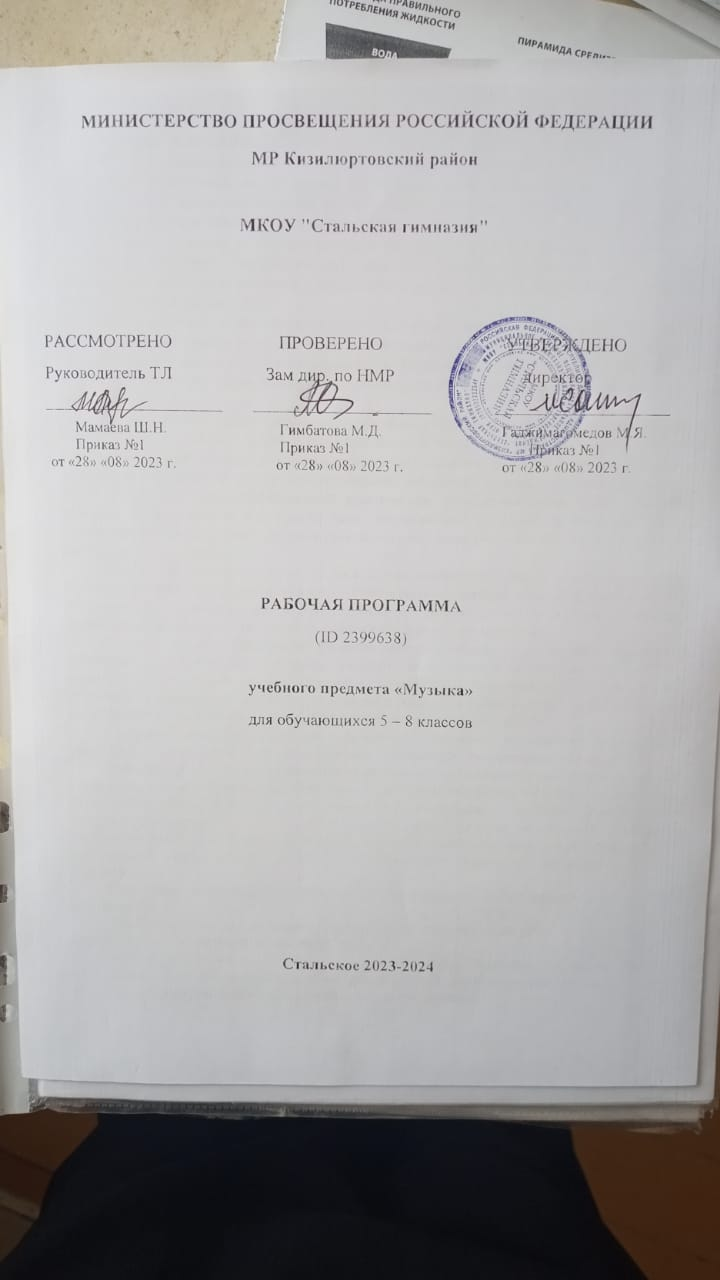 ПРАВИЛЬНОГО
ПОТРЕБЛЕНИЯ ЖИДКОСТИ
ВОДА
ПИРАМИДА
МИНИСТЕРСТВО ПРОСВЕЩЕНИЯ РОССИЙСКОЙ ФЕДЕРАЦИИ
МР Кизилюртовский район
МКОУ "Стальская гимназия"
РАССМОТРЕНО
Руководитель ТЛ
Мамаева Ш.Н.
Приказ №1
от «28» «08» 2023 г.
ПРОВЕРЕНО
Зам дир. по НМР
Гимбатова М.Д.
Приказ №1
от «28» «08» 2023 г.
УТВЕРЖДЕНО
директор
Гаджимагомедов М.Я.
Приказ №1
от «28» «08» 2023 г.
РАБОЧАЯ ПРОГРАММА
(ID 2399638)
учебного предмета «Музыка»
для обучающихся 5 – 8 классов
Стальское 2023-2024